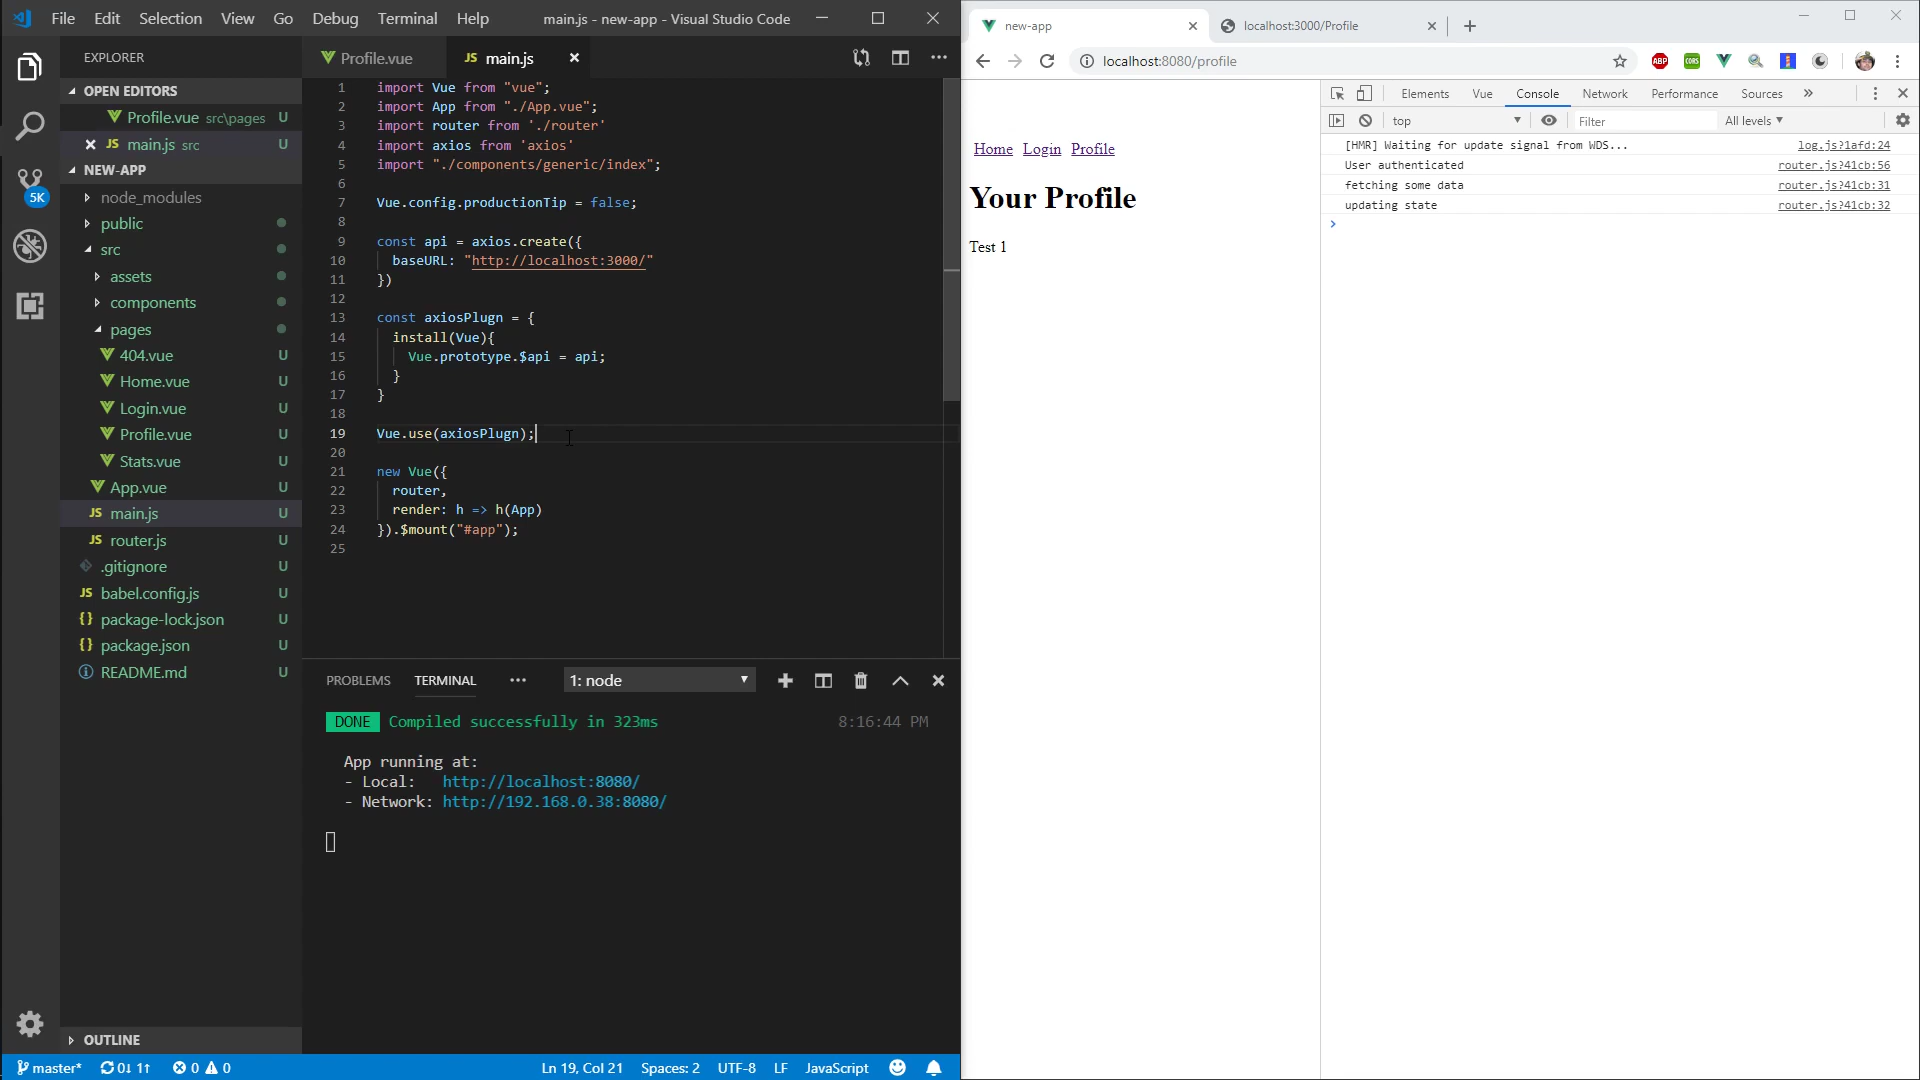 File Edit Selection View Go Debug Terminal Help
main.js - new-app - Visual Studio Code
EXPLORER
OPEN EDITORS
Profile.vue src\pages U
JS main.js src U
NEW-APP
node_modules
public
src
assets
components
pages
404.vue U
Home.vue U
Login.vue U
Profile.vue U
Stats.vue U
App.vue U
JS main.js U
JS router.js U
.gitignore U
JS babel.config.js U
{} package-lock.json U
{} package.json U
README.md U
OUTLINE
5K
Profile.vue
JS main.js
1 import Vue from "vue";
2 import App from "./App.vue";
3 import router from './router'
4 import axios from 'axios'
5 import "./components/generic/index";
6
7 Vue.config.productionTip = false;
8
9 const api = axios.create({
10 baseURL: "http://localhost:3000/"
11 })
12
13 const axiosPlugn = {
14 install(Vue){
15 Vue.prototype.$api = api;
16 }
17 }
18
19 Vue.use(axiosPlugn);
20
21 new Vue({
22 router,
23 render: h => h(App)
24 }).$mount("#app");
25
PROBLEMS TERMINAL ... 1: node
DONE Compiled successfully in 323ms 8:16:44 PM
App running at:
- Local: http://localhost:8080/
- Network: http://192.168.0.38:8080/
master* 0↓ 1↑ 0 0 Ln 19, Col 21 Spaces: 2 UTF-8 LF JavaScript
new-app
localhost:3000/Profile
localhost:8080/profile
ABP
CORS
Home Login Profile
Your Profile
Test 1
Elements Vue Console Network Performance Sources »
top Filter All levels
[HMR] Waiting for update signal from WDS... log.js?1afd:24
User authenticated router.js?41cb:56
fetching some data router.js?41cb:31
updating state router.js?41cb:32